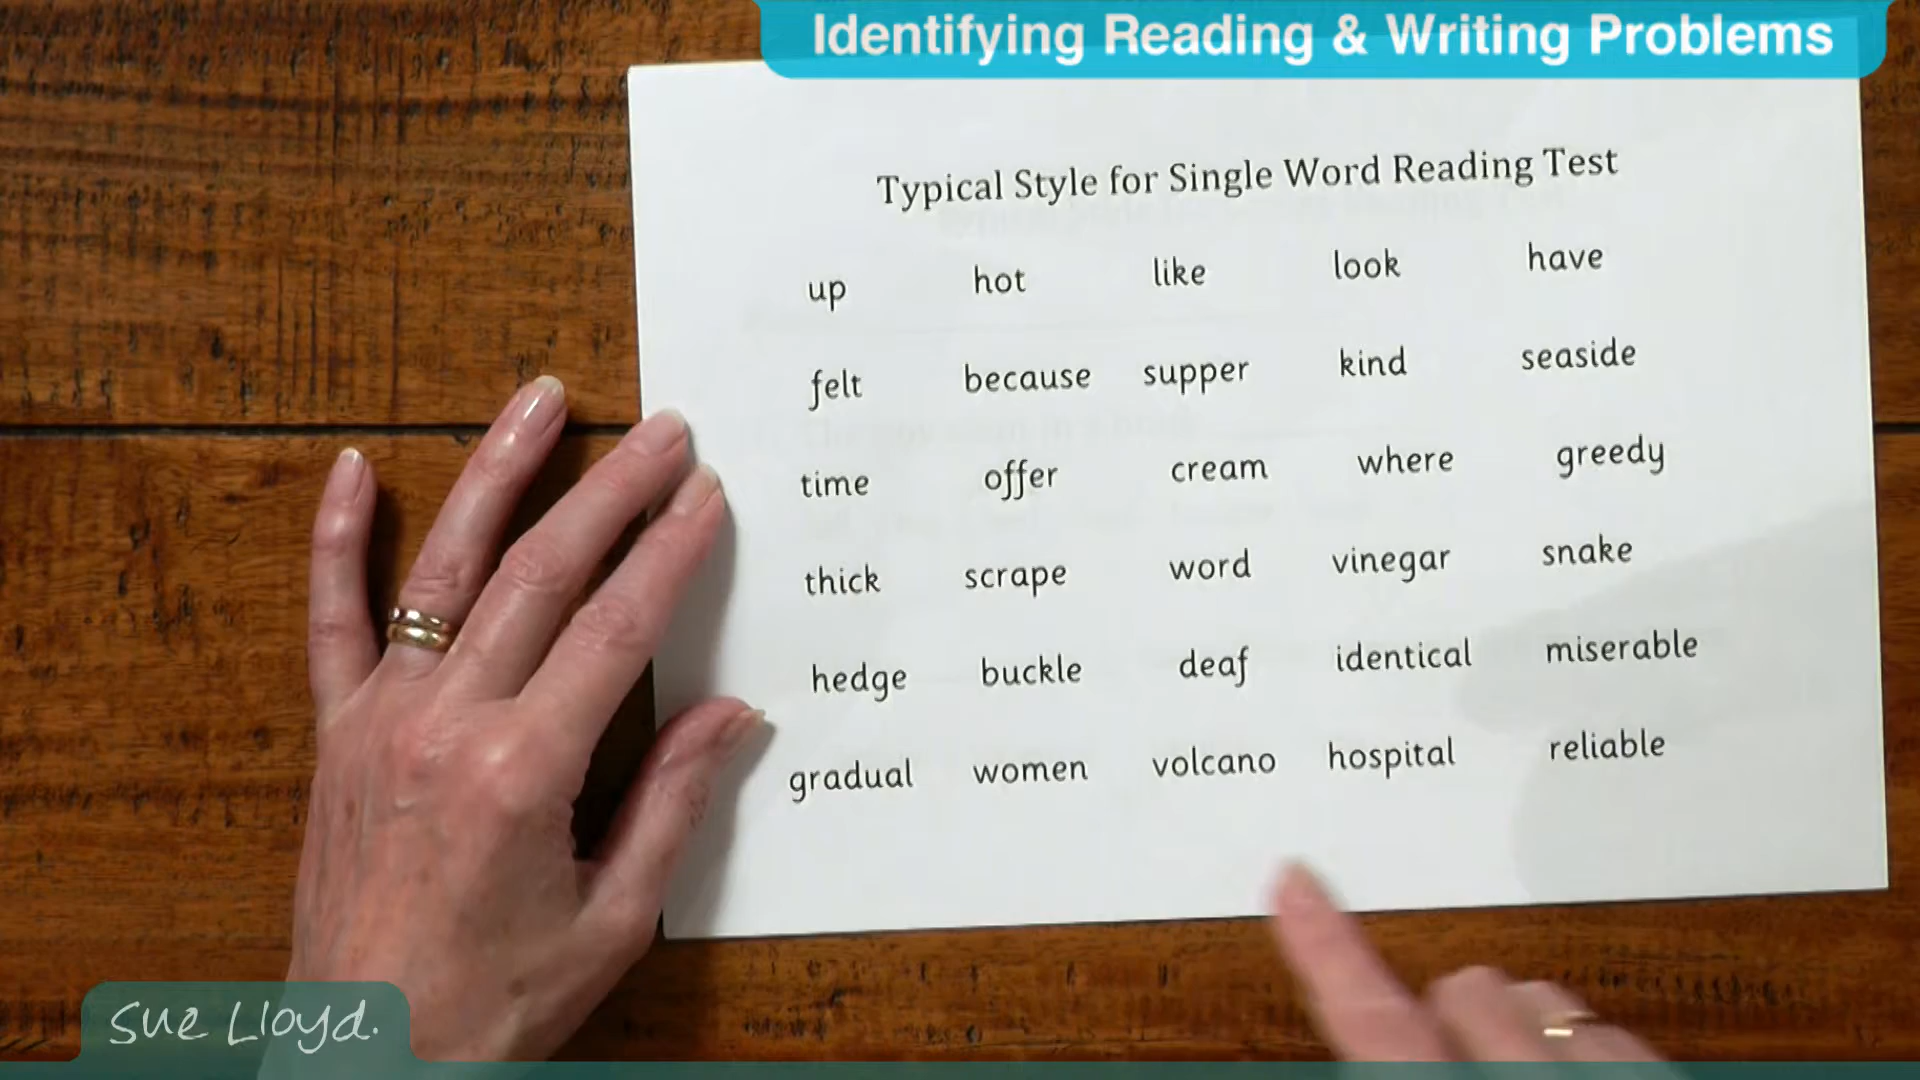 Identifying Reading & Writing Problems
Typical Style for Single Word Reading Test
up hot like look have
felt because supper kind seaside
time offer cream where greedy
thick scrape word vinegar snake
hedge buckle deaf identical miserable
gradual women volcano hospital reliable
Sue Lloyd.